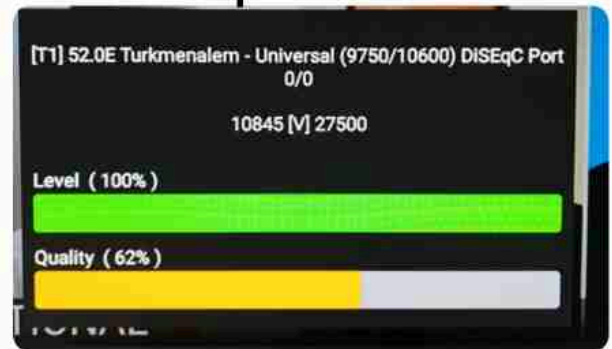 [T1] 52.0E Turkmenalem - Universal (9750/10600) DiSEqC Port
0/0
10845 [V] 27500
Level ( 100% )
Quality ( 62% )